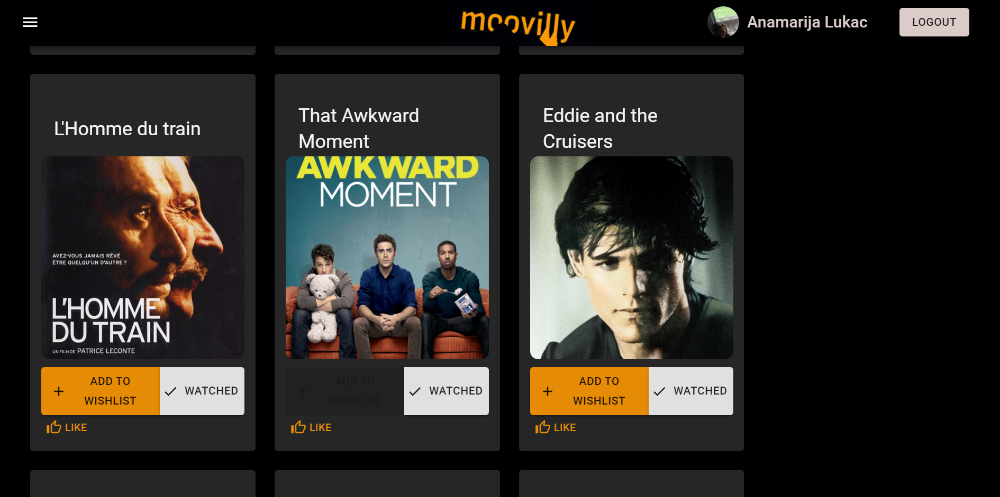 moovilly
Anamarija Lukac
LOGOUT
L'Homme du train
That Awkward
Moment
Eddie and the
Cruisers
AVEZ-VOUS JAMAIS RÊVÉ
ÊTRE QUELQU'UN D'AUTRE ?
L'HOMME
DU TRAIN
UN FILM DE PATRICE LECONTE
AWKWARD
MOMENT
ADD TO
WISHLIST
WATCHED
LIKE
ADD TO
WISHLIST
WATCHED
LIKE
ADD TO
WISHLIST
WATCHED
LIKE